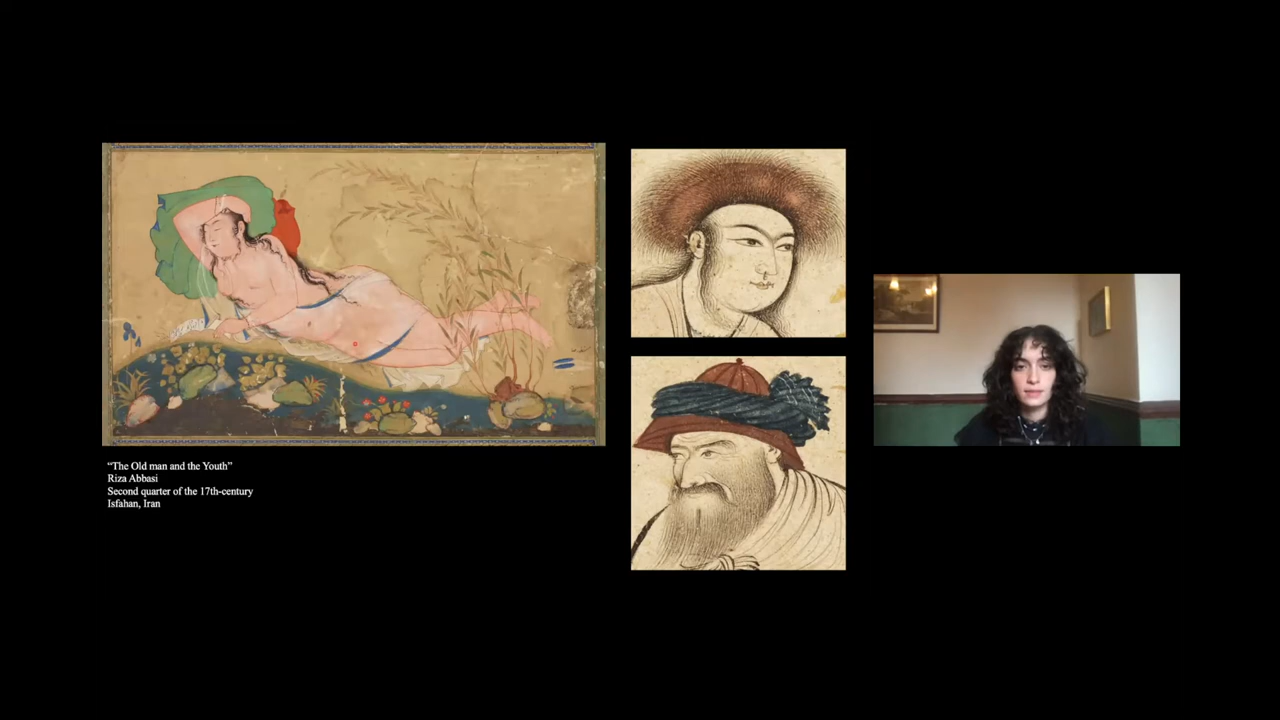 “The Old man and the Youth”
Riza Abbasi
Second quarter of the 17th-century
Isfahan, Iran